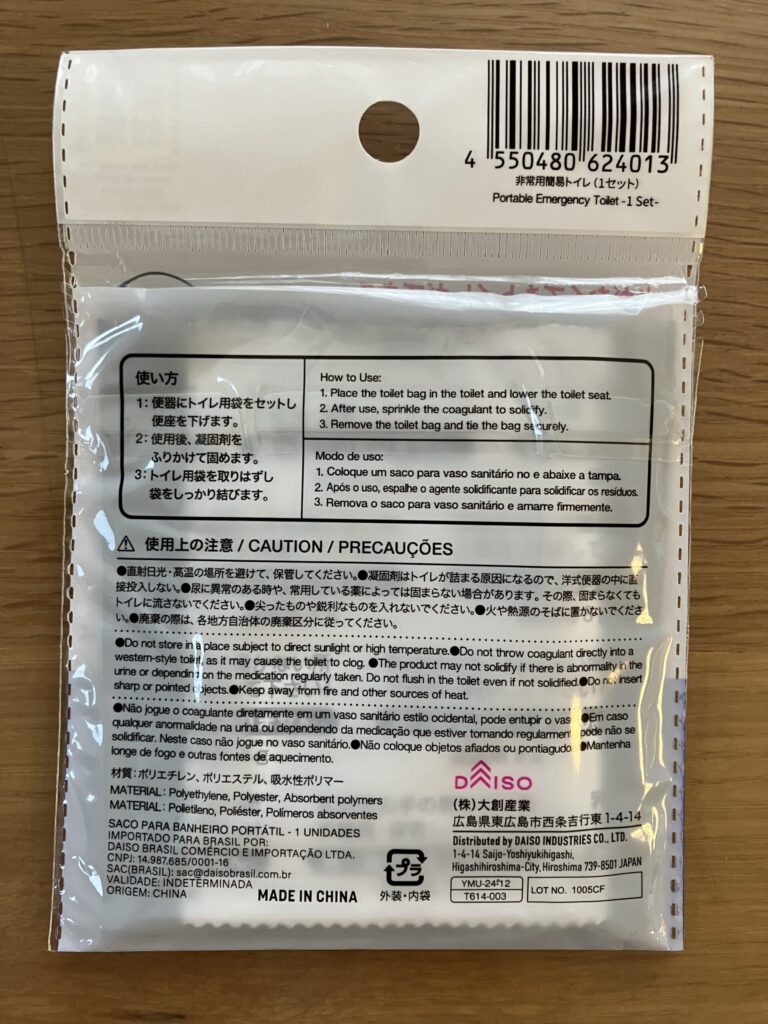 4 550480 624013
非常用簡易トイレ(1セット)
Portable Emergency Toilet -1 Set-
使い方
1:便器にトイレ用袋をセットし
便座を下げます。
2:使用後、凝固剤を
ふりかけて固めます。
3:トイレ用袋を取りはずし
袋をしっかり結びます。
How to Use:
1. Place the toilet bag in the toilet and lower the toilet seat.
2. After use, sprinkle the coagulant to solidify.
3. Remove the toilet bag and tie the bag securely.
Modo de uso:
1. Coloque um saco para vaso sanitário no e abaixe a tampa.
2. Após o uso, espalhe o agente solidificante para solidificar os resíduos.
3. Remova o saco para vaso sanitário e amarre firmemente.
⚠ 使用上の注意 / CAUTION / PRECAUÇÕES
●直射日光・高温の場所を避けて、保管してください。●凝固剤はトイレが詰まる原因になるので、洋式便器の中に直
接投入しない。●尿に異常のある時や、常用している薬によっては固まらない場合があります。その際、固まらなくても
トイレに流さないでください。●尖ったものや鋭利なものを入れないでください。●火や熱源のそばに置かないでくださ
い。●廃棄の際は、各地方自治体の廃棄区分に従ってください。
●Do not store in a place subject to direct sunlight or high temperature.●Do not throw coagulant directly into a
western-style toilet, as it may cause the toilet to clog. ●The product may not solidify if there is abnormality in the
urine or depending on the medication regularly taken. Do not flush in the toilet even if not solidified.●Do not insert
sharp or pointed objects.●Keep away from fire and other sources of heat.
●Não jogue o coagulante diretamente em um vaso sanitário estilo ocidental, pode entupir o vaso.●Em caso
qualquer anormalidade na urina ou dependendo da medicação que estiver tomando regularmente pode não se
solidificar. Neste caso não jogue no vaso sanitário.●Não coloque objetos afiados ou pontiagudos.●Mantenha
longe de fogo e outras fontes de aquecimento.
材質:ポリエチレン、ポリエステル、吸水性ポリマー
MATERIAL: Polyethylene, Polyester, Absorbent polymers
MATERIAL: Polietileno, Poliéster, Polímeros absorventes
SACO PARA BANHEIRO PORTÁTIL - 1 UNIDADES
IMPORTADO PARA BRASIL POR:
DAISO BRASIL COMÉRCIO E IMPORTAÇÃO LTDA.
CNPJ: 14.987.685/0001-16
SAC(BRASIL): sac@daisobrasil.com.br
VALIDADE: INDETERMINADA
ORIGEM: CHINA
MADE IN CHINA
プラ
外装・内袋
DAISO
(株)大創産業
広島県東広島市西条吉行東1-4-14
Distributed by DAISO INDUSTRIES CO., LTD.
1-4-14 Saijo-Yoshiyukihigashi,
Higashihiroshima-City, Hiroshima 739-8501 JAPAN
YMU-24『12
T614-003
LOT NO. 1005CF